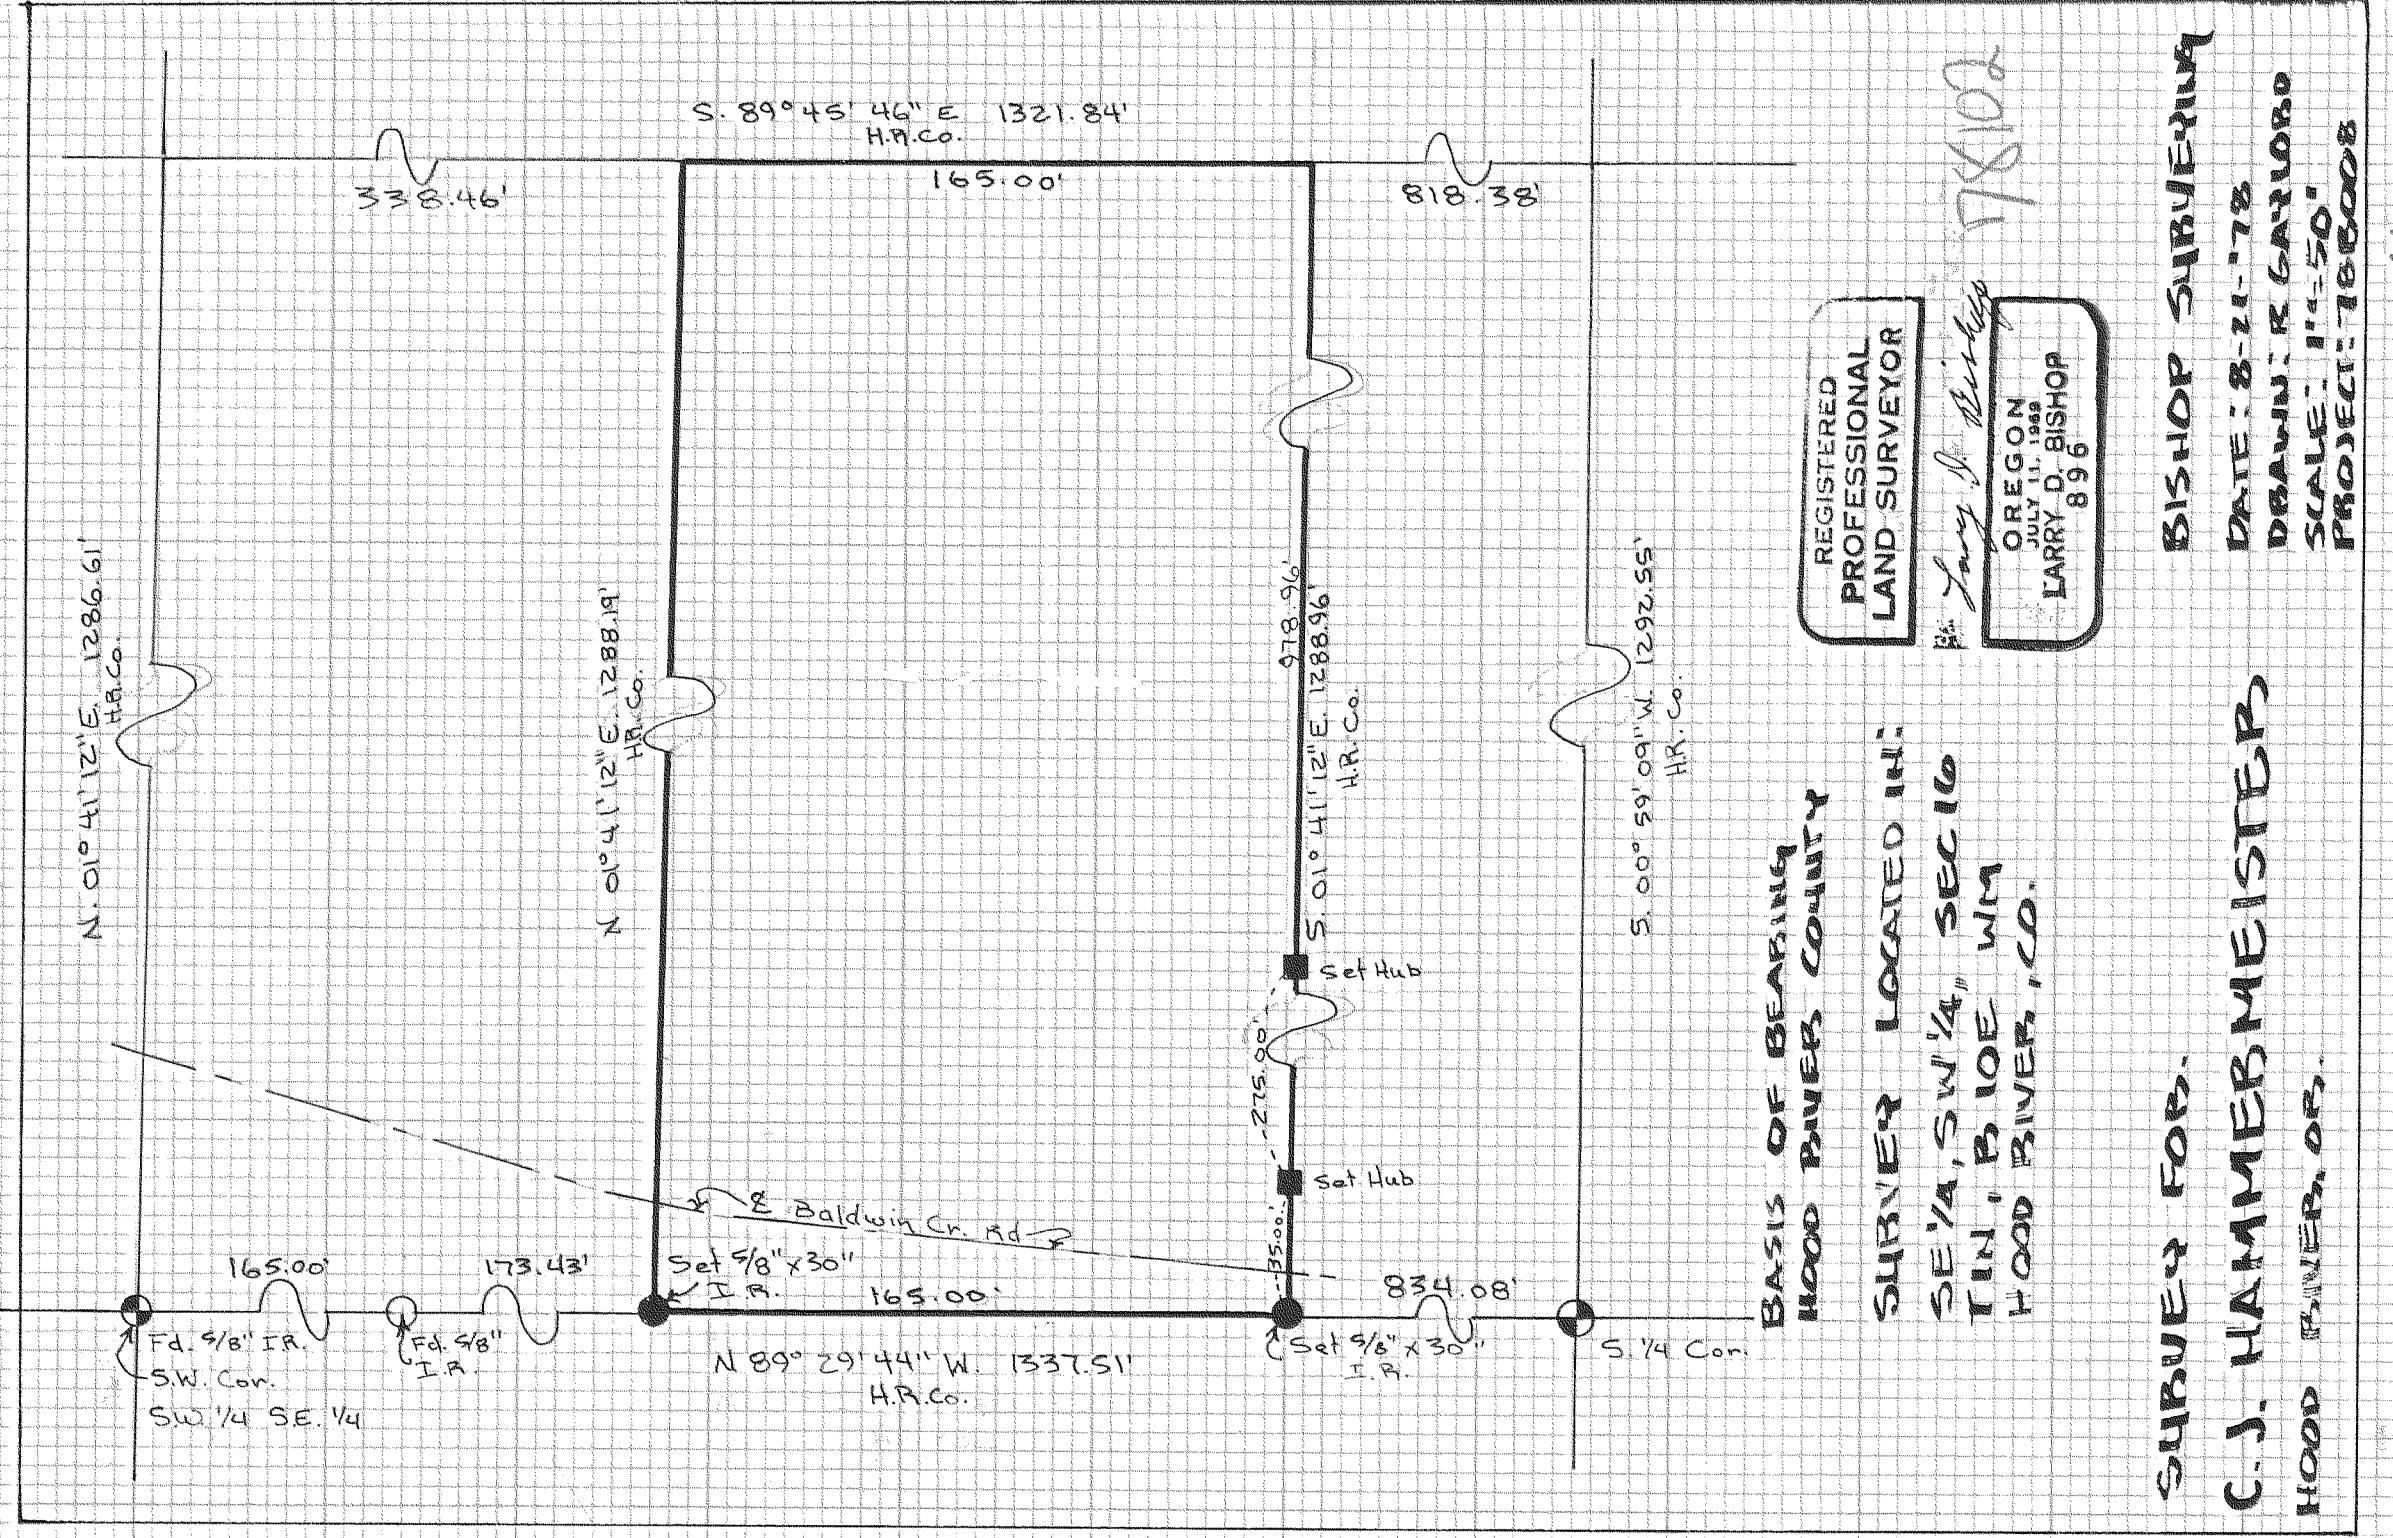 S. 89° 45' 46" E 1321.84'
H.R.Co.
338.46'
165.00'
818.38'
N. 01° 41' 12" E. 1286.61'
H.R.Co.
N 01° 41' 12" E. 1288.19'
H.R. Co.
978.96'
S. 01° 41' 12" E. 1288.96'
H.R. Co.
S. 00° 59' 09" W. 1292.55'
H.R. Co.
Set Hub
275.00'
Set Hub
35.00'
Baldwin Cr. Rd
165.00'
173.43'
Set 5/8" x 30"
I.R.
165.00'
834.08'
Fd. 5/8" I.R.
S.W. Cor.
S.W. 1/4 S.E. 1/4
Fd. 5/8"
I.R.
N 89° 29' 44" W. 1337.51'
H.R.Co.
Set 5/8" x 30"
I.R.
S. 1/4 Cor.
BASIS OF BEARING
HOOD RIVER COUNTY
SURVEY LOCATED IN:
SE 1/4, SW 1/4, SEC 16
T1N, R 10E WM
HOOD RIVER, CO.
REGISTERED
PROFESSIONAL
LAND SURVEYOR
Larry D. Bishop
OREGON
JULY 11, 1969
LARRY D. BISHOP
896
78102
SURVEY FOR.
C.J. HAMMERMEISTER
HOOD RIVER, OR.
BISHOP SURVEYING
DATE: 8-21-'78
DRAWN: R GAYLORD
SCALE: 1"=50'
PROJECT: 78B6008